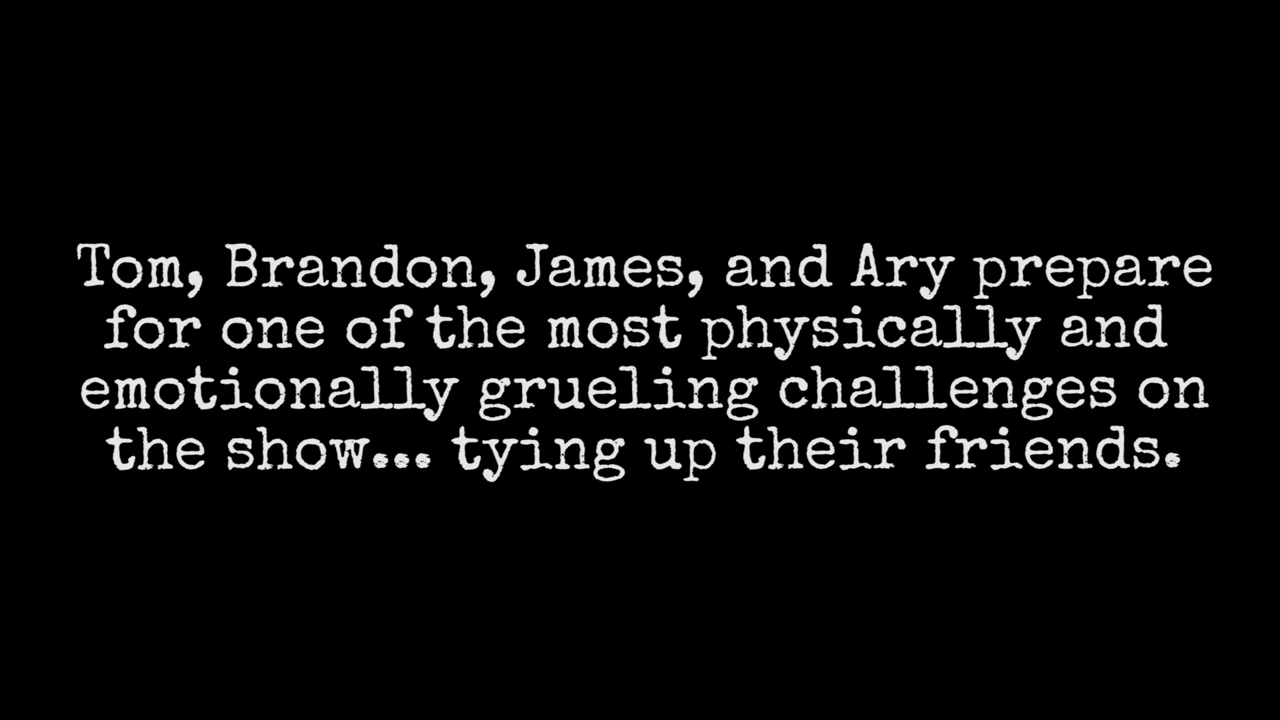 Tom, Brandon, James, and Ary prepare
for one of the most physically and
emotionally grueling challenges on
the show... tying up their friends.